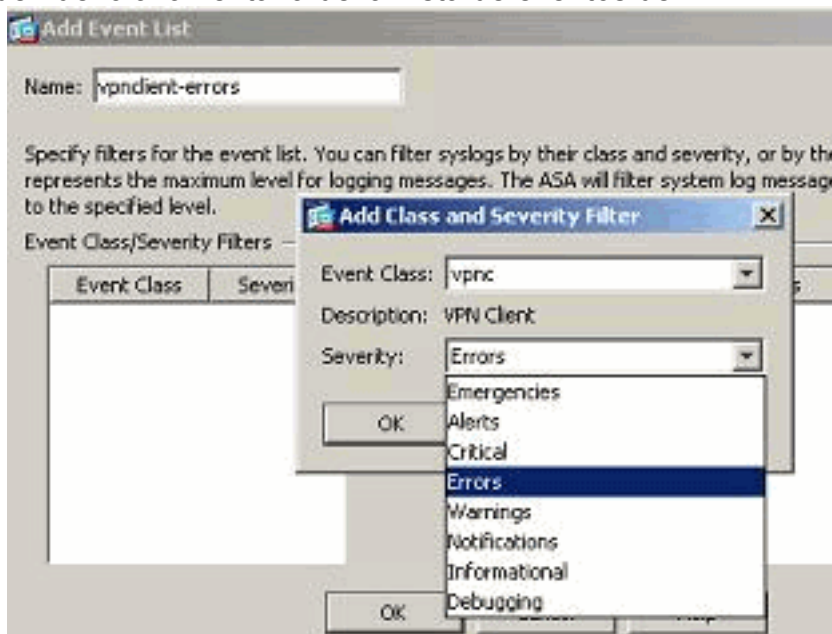 Add Event List
Name: vpnclient-errors
Specify filters for the event list. You can filter syslogs by their class and severity, or by the
represents the maximum level for logging messages. The ASA will filter system log message
to the specified level.
Event Class/Severity Filters
Event Class Severi
Add Class and Severity Filter
Event Class: vpnc
Description: VPN Client
Severity: Errors
Emergencies
Alerts
Critical
Errors
Warnings
Notifications
Informational
Debugging
OK
OK